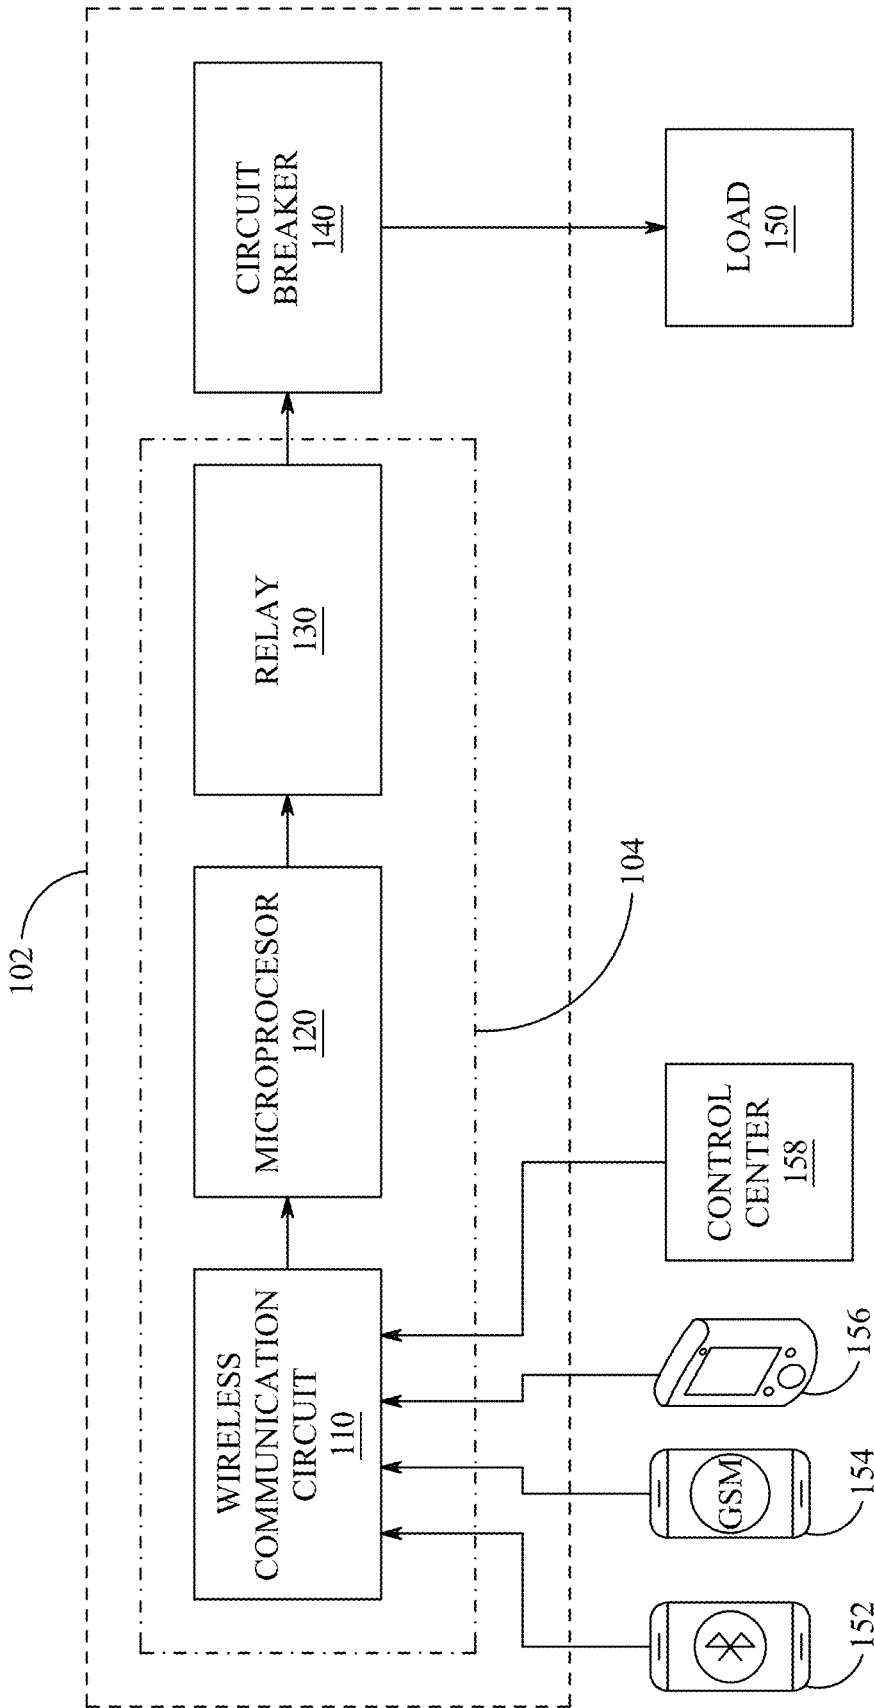 102
WIRELESS
COMMUNICATION
CIRCUIT
110
MICROPROCESOR
120
RELAY
130
CIRCUIT
BREAKER
140
104
152
GSM
154
156
CONTROL
CENTER
158
LOAD
150